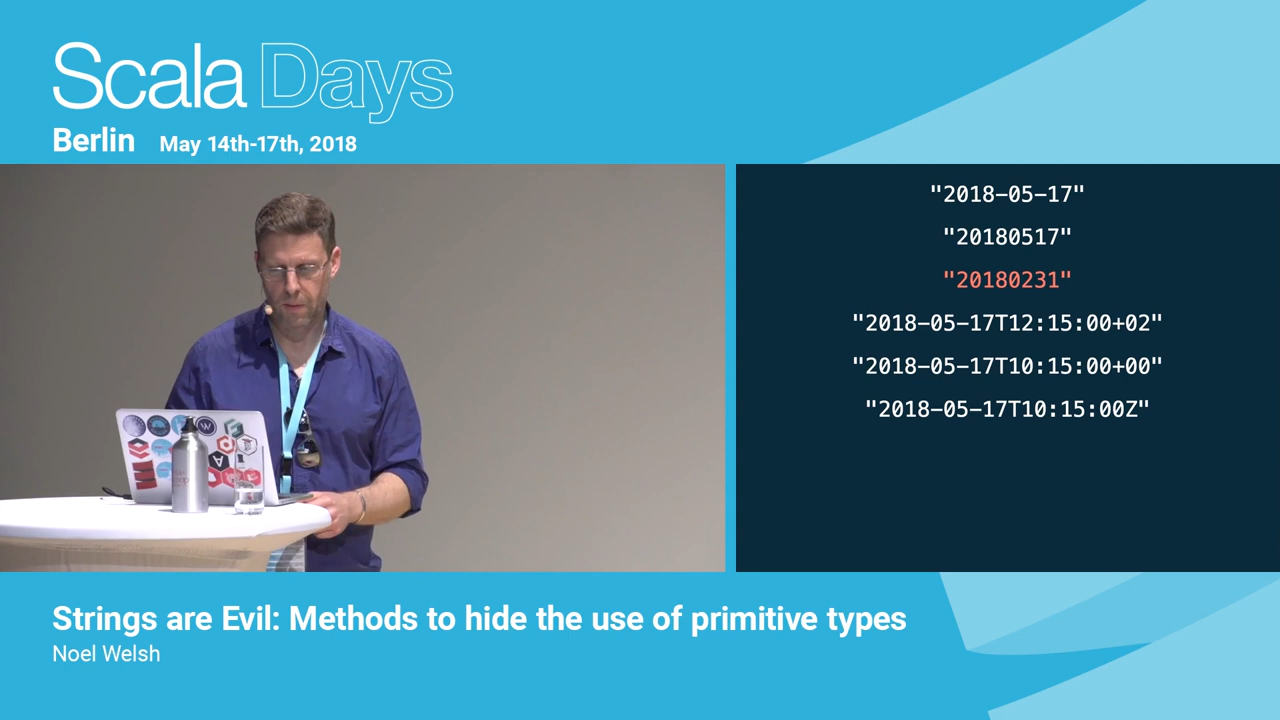 Scala Days
Berlin May 14th-17th, 2018
"2018-05-17"
"20180517"
"20180231"
"2018-05-17T12:15:00+02"
"2018-05-17T10:15:00+00"
"2018-05-17T10:15:00Z"
Strings are Evil: Methods to hide the use of primitive types
Noel Welsh